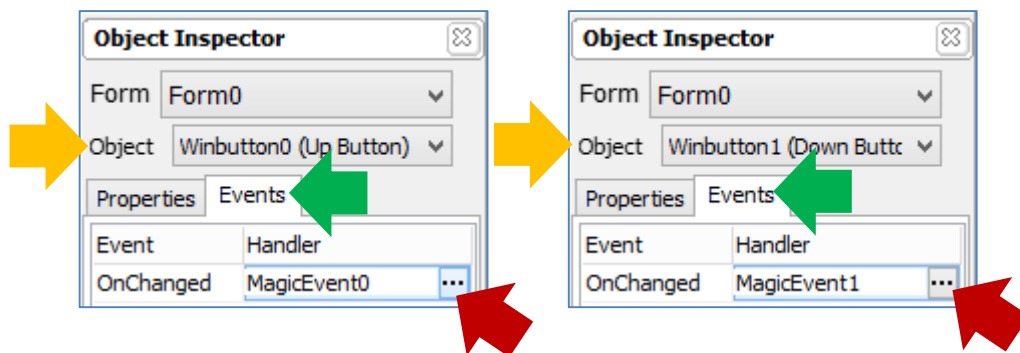 Object Inspector
Form Form0
Object Winbutton0 (Up Button)
Properties Events
Event Handler
OnChanged MagicEvent0 ...
Object Inspector
Form Form0
Object Winbutton1 (Down Buttc
Properties Events
Event Handler
OnChanged MagicEvent1 ...